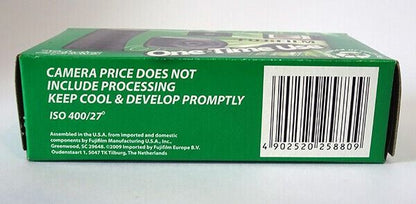 FUJIFILM
One-Time Use
CAMERA PRICE DOES NOT
INCLUDE PROCESSING
KEEP COOL & DEVELOP PROMPTLY
ISO 400/27°
Assembled in the U.S.A. from imported and domestic
components by Fujifilm Manufacturing U.S.A., Inc.,
Greenwood, SC 29648. ©2009 Imported by Fujifilm Europe B.V.
Oudenstaart 1, 5047 TK Tilburg, The Netherlands
4 902520 258809